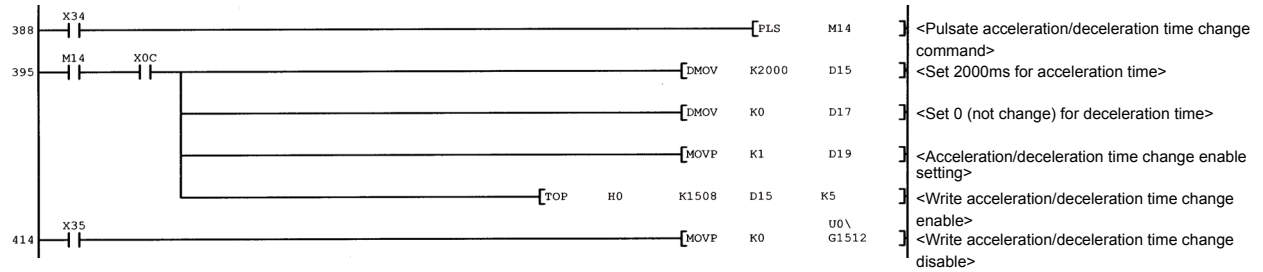 X34
388 PLS M14 <Pulsate acceleration/deceleration time change
command>
M14 X0C
395 DMOV K2000 D15 <Set 2000ms for acceleration time>
DMOV K0 D17 <Set 0 (not change) for deceleration time>
MOVP K1 D19 <Acceleration/deceleration time change enable
setting>
TOP H0 K1508 D15 K5 <Write acceleration/deceleration time change
enable>
X35 U0\
414 MOVP K0 G1512 <Write acceleration/deceleration time change
disable>